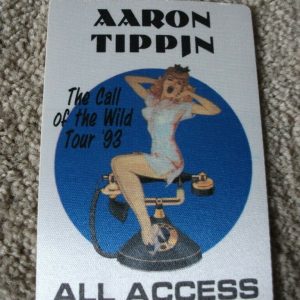 AARON
TIPPIN
The Call
of the Wild
Tour '93
ALL ACCESS